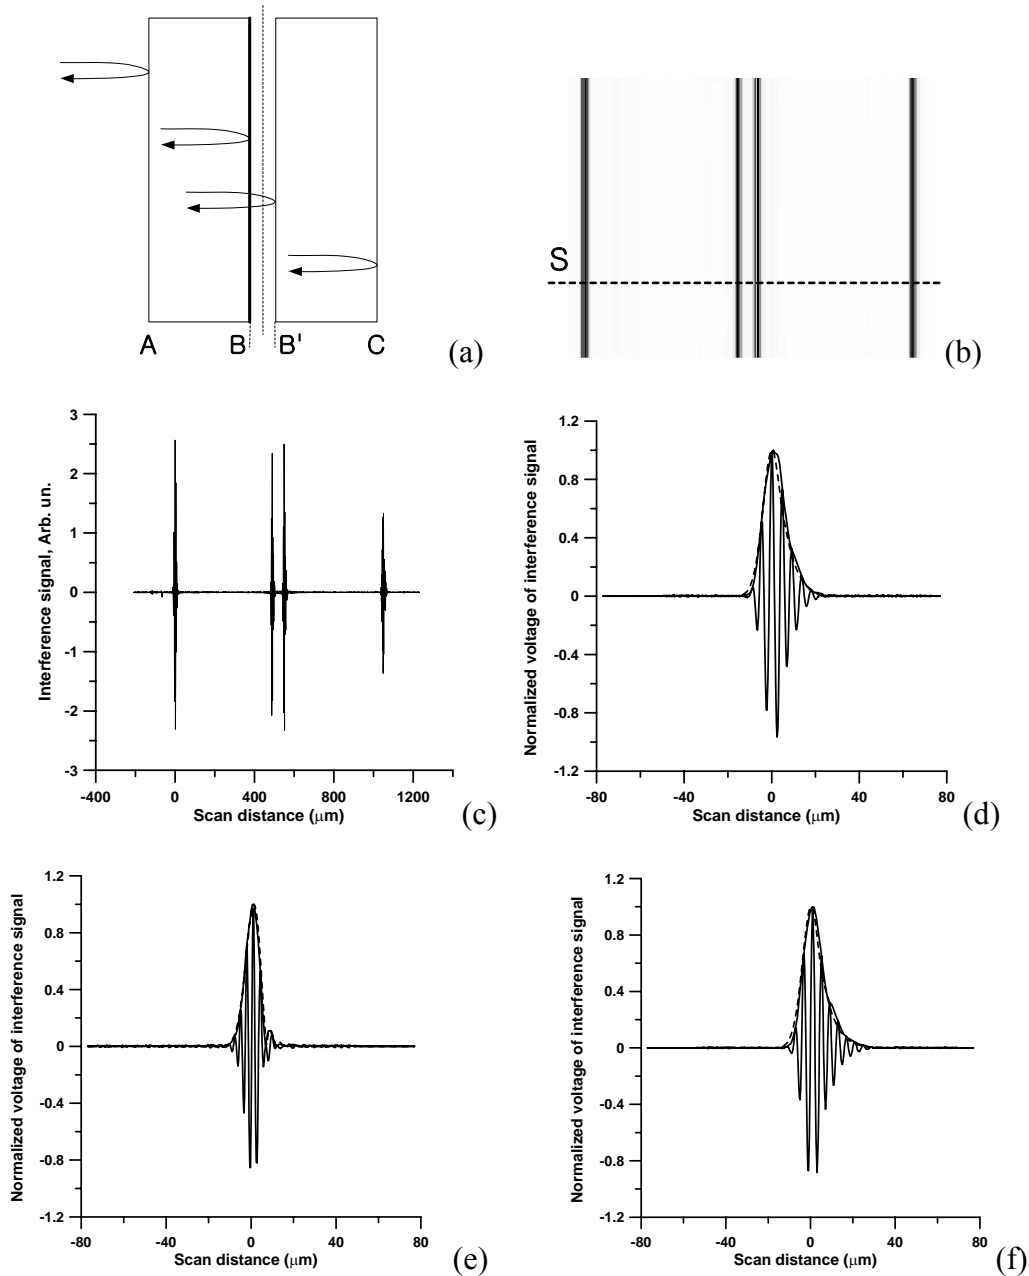 A B B' C (a)
S
(b)
Interference signal, Arb. un.
3
2
1
0
-1
-2
-3
-400 0 400 800 1200
Scan distance (μm)
(c)
Normalized voltage of interference signal
1.2
0.8
0.4
0
-0.4
-0.8
-1.2
-80 -40 0 40 80
Scan distance (μm)
(d)
Normalized voltage of interference signal
1.2
0.8
0.4
0
-0.4
-0.8
-1.2
-80 -40 0 40 80
Scan distance (μm)
(e)
Normalized voltage of interference signal
1.2
0.8
0.4
0
-0.4
-0.8
-1.2
-80 -40 0 40 80
Scan distance (μm)
(f)